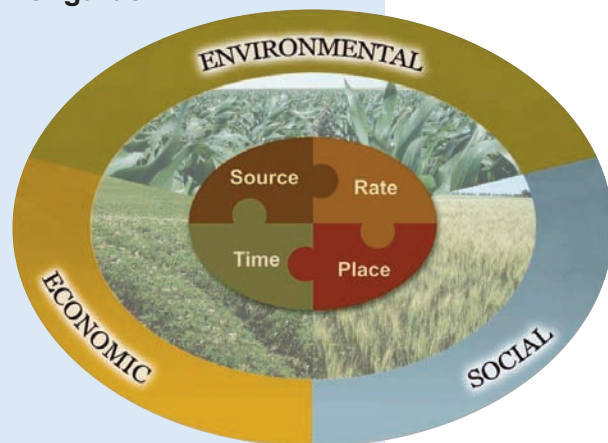 ENVIRONMENTAL
Source
Rate
Time
Place
ECONOMIC
SOCIAL